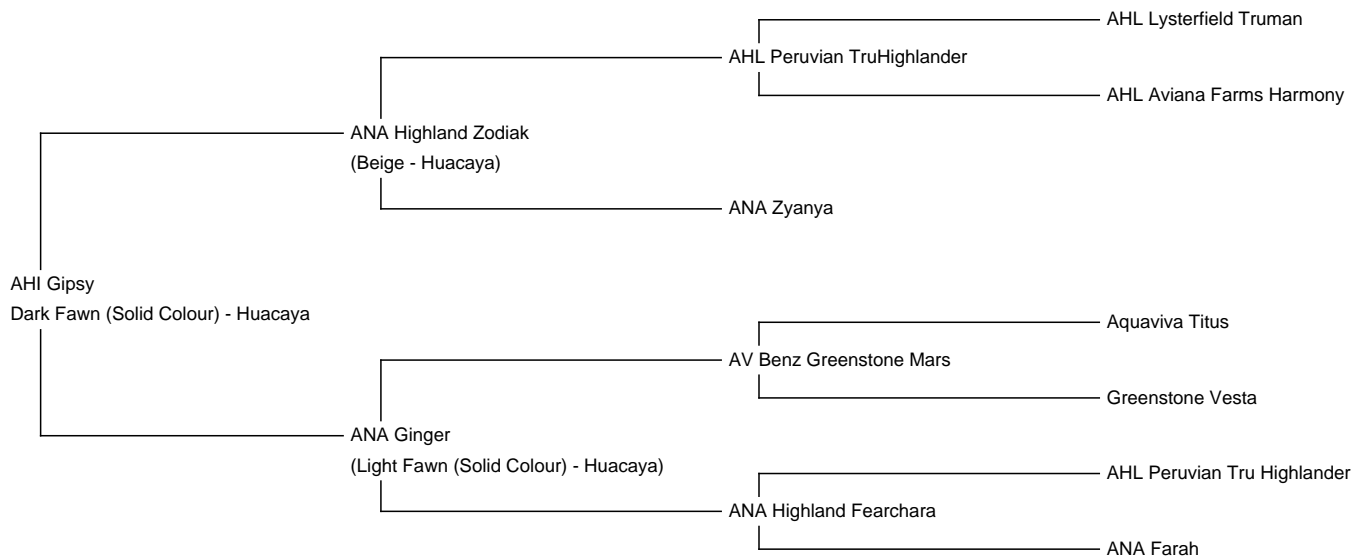 AHL Lysterfield Truman
AHL Peruvian TruHighlander
AHL Aviana Farms Harmony
ANA Highland Zodiak
(Beige - Huacaya)
ANA Zyanya
AHI Gipsy
Dark Fawn (Solid Colour) - Huacaya
Aquaviva Titus
AV Benz Greenstone Mars
Greenstone Vesta
ANA Ginger
(Light Fawn (Solid Colour) - Huacaya)
AHL Peruvian Tru Highlander
ANA Highland Fearchara
ANA Farah